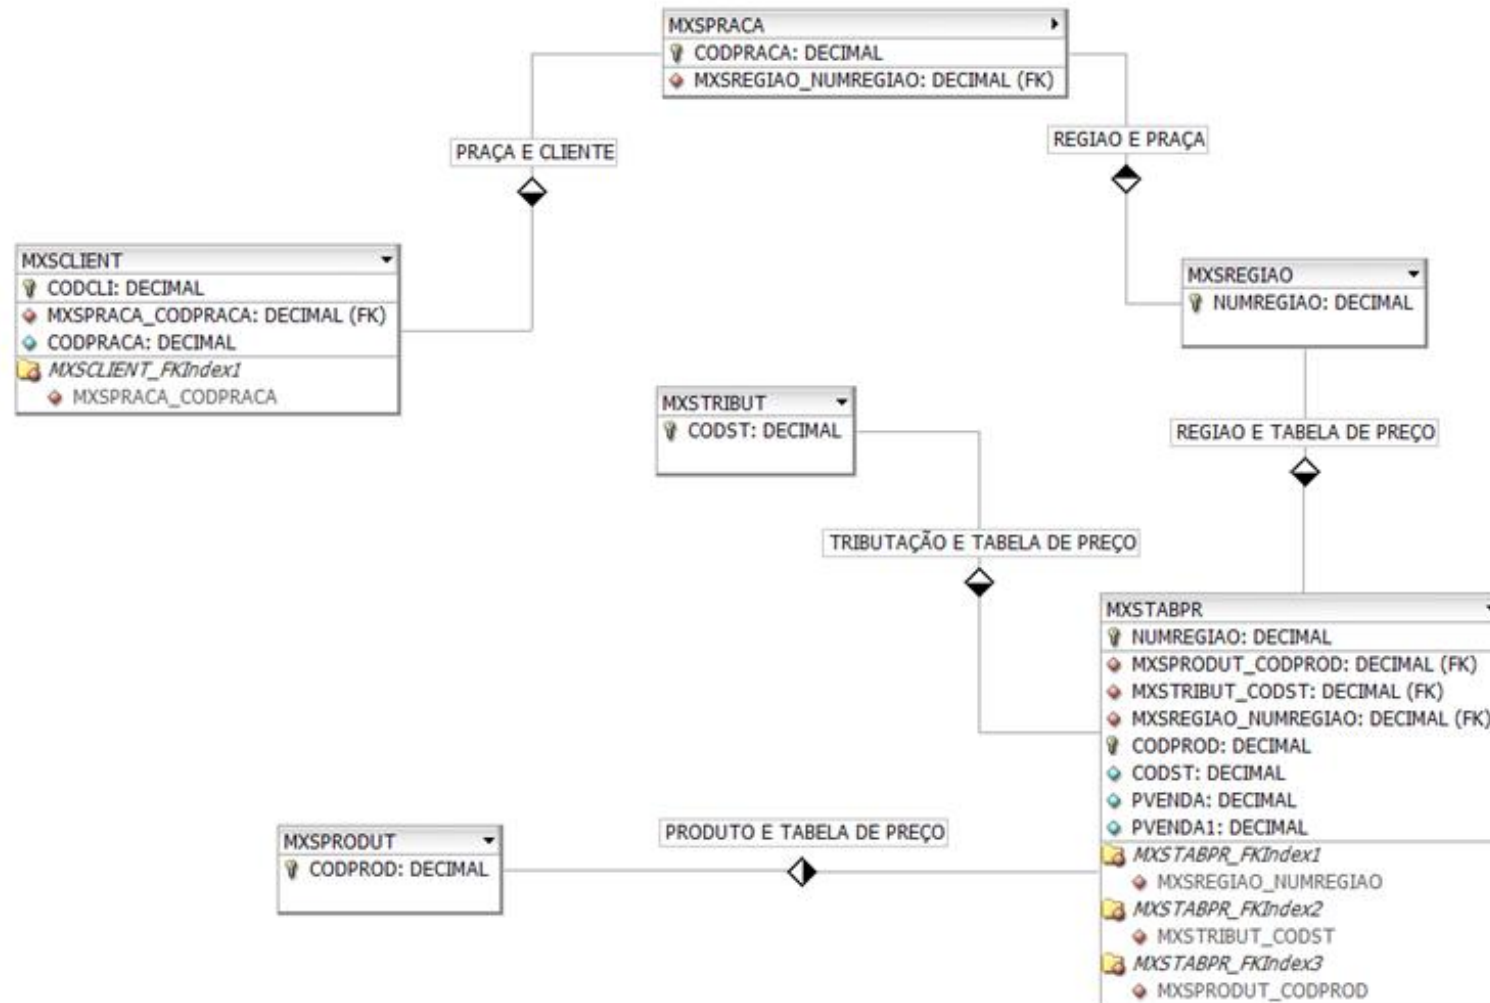 MXSPRACA
CODPRACA: DECIMAL
MXSREGIAO_NUMREGIAO: DECIMAL (FK)
PRAÇA E CLIENTE
REGIAO E PRAÇA
MXSCLIENT
CODCLI: DECIMAL
MXSPRACA_CODPRACA: DECIMAL (FK)
CODPRACA: DECIMAL
MXSCLIENT_FKIndex1
MXSPRACA_CODPRACA
MXSREGIAO
NUMREGIAO: DECIMAL
MXSTRIBUT
CODST: DECIMAL
REGIAO E TABELA DE PREÇO
TRIBUTAÇÃO E TABELA DE PREÇO
MXSTABPR
NUMREGIAO: DECIMAL
MXSPRODUT_CODPROD: DECIMAL (FK)
MXSTRIBUT_CODST: DECIMAL (FK)
MXSREGIAO_NUMREGIAO: DECIMAL (FK)
CODPROD: DECIMAL
CODST: DECIMAL
PVENDA: DECIMAL
PVENDA1: DECIMAL
MXSTABPR_FKIndex1
MXSREGIAO_NUMREGIAO
MXSTABPR_FKIndex2
MXSTRIBUT_CODST
MXSTABPR_FKIndex3
MXSPRODUT_CODPROD
PRODUTO E TABELA DE PREÇO
MXSPRODUT
CODPROD: DECIMAL